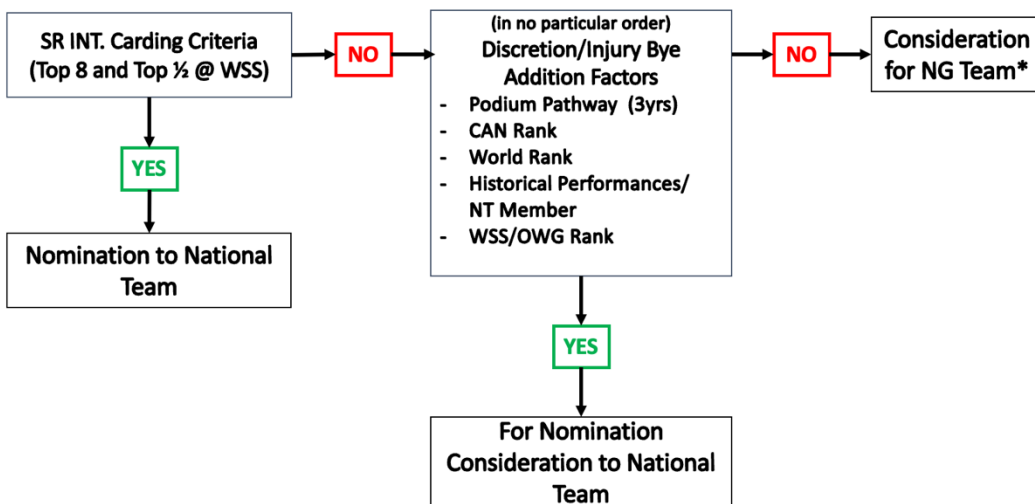 SR INT. Carding Criteria
(Top 8 and Top ½ @ WSS)
NO
(in no particular order)
Discretion/Injury Bye
Addition Factors
- Podium Pathway (3yrs)
- CAN Rank
- World Rank
- Historical Performances/
NT Member
- WSS/OWG Rank
NO
Consideration
for NG Team*
YES
Nomination to National
Team
YES
For Nomination
Consideration to National
Team